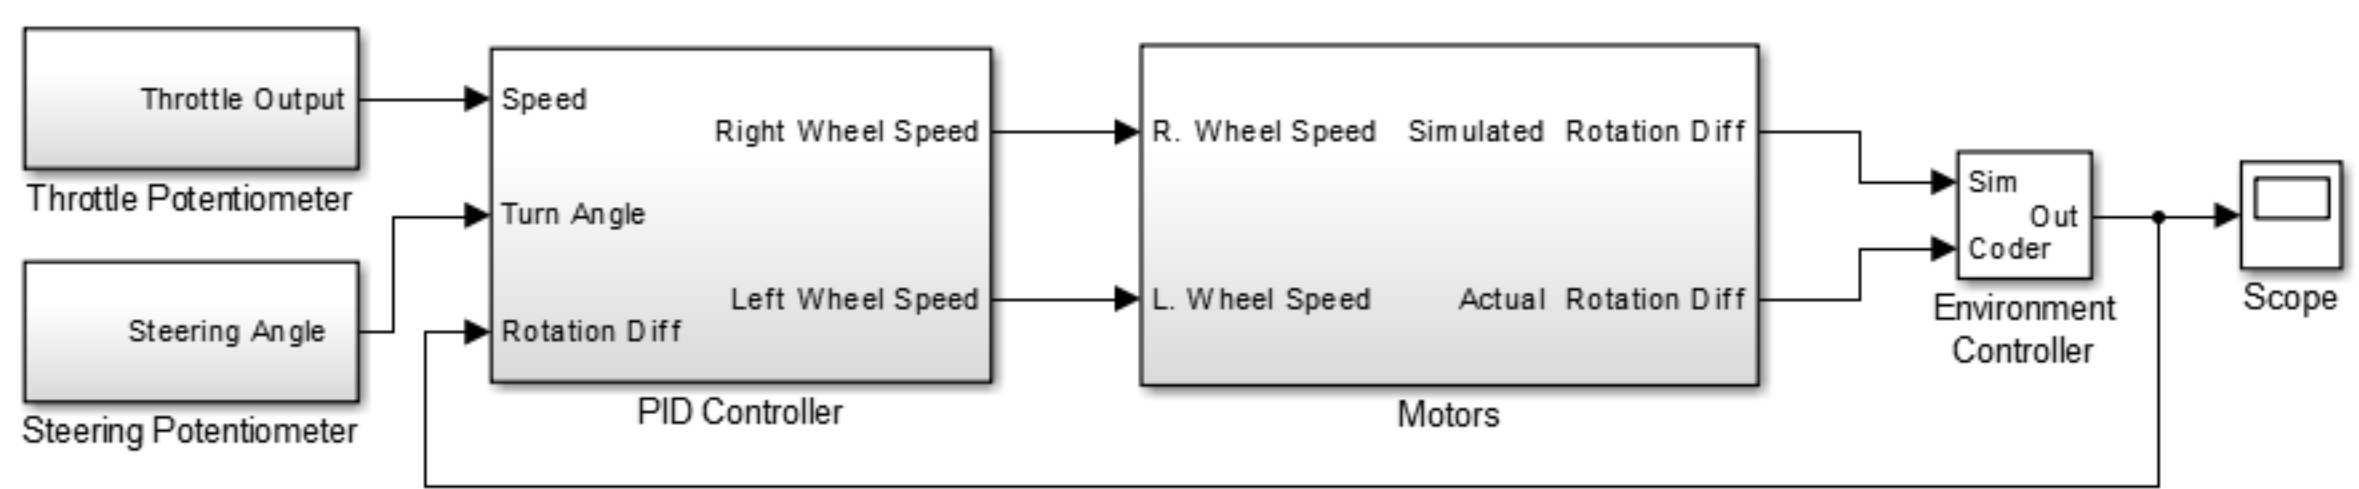 Throttle Output
Throttle Potentiometer
Steering Angle
Steering Potentiometer
Speed
Turn Angle
Rotation Diff
Right Wheel Speed
Left Wheel Speed
PID Controller
R. Wheel Speed
L. Wheel Speed
Simulated Rotation Diff
Actual Rotation Diff
Motors
Sim
Coder
Out
Environment
Controller
Scope